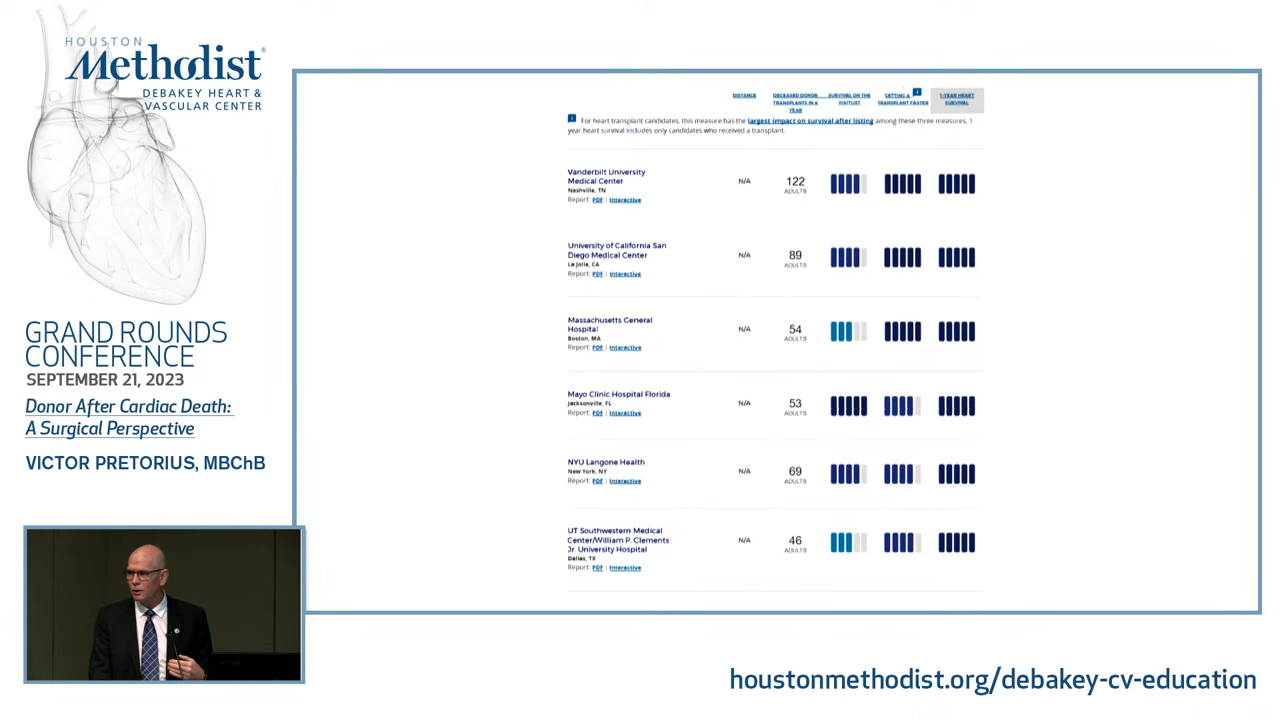 HOUSTON
Methodist®
DEBAKEY HEART &
VASCULAR CENTER
GRAND ROUNDS
CONFERENCE
SEPTEMBER 21, 2023
Donor After Cardiac Death:
A Surgical Perspective
VICTOR PRETORIUS, MBChB
DISTANCE
DECEASED DONOR
TRANSPLANTS IN A
YEAR
SURVIVAL ON THE
WAITLIST
GETTING A
TRANSPLANT FASTER
1-YEAR HEART
SURVIVAL
For heart transplant candidates, this measure has the largest impact on survival after listing among these three measures. 1
year heart survival includes only candidates who received a transplant.
Vanderbilt University
Medical Center
Nashville, TN
Report: PDF | Interactive
N/A
122
ADULTS
University of California San
Diego Medical Center
La Jolla, CA
Report: PDF | Interactive
N/A
89
ADULTS
Massachusetts General
Hospital
Boston, MA
Report: PDF | Interactive
N/A
54
ADULTS
Mayo Clinic Hospital Florida
Jacksonville, FL
Report: PDF | Interactive
N/A
53
ADULTS
NYU Langone Health
New York, NY
Report: PDF | Interactive
N/A
69
ADULTS
UT Southwestern Medical
Center/William P. Clements
Jr. University Hospital
Dallas, TX
Report: PDF | Interactive
N/A
46
ADULTS
houstonmethodist.org/debakey-cv-education